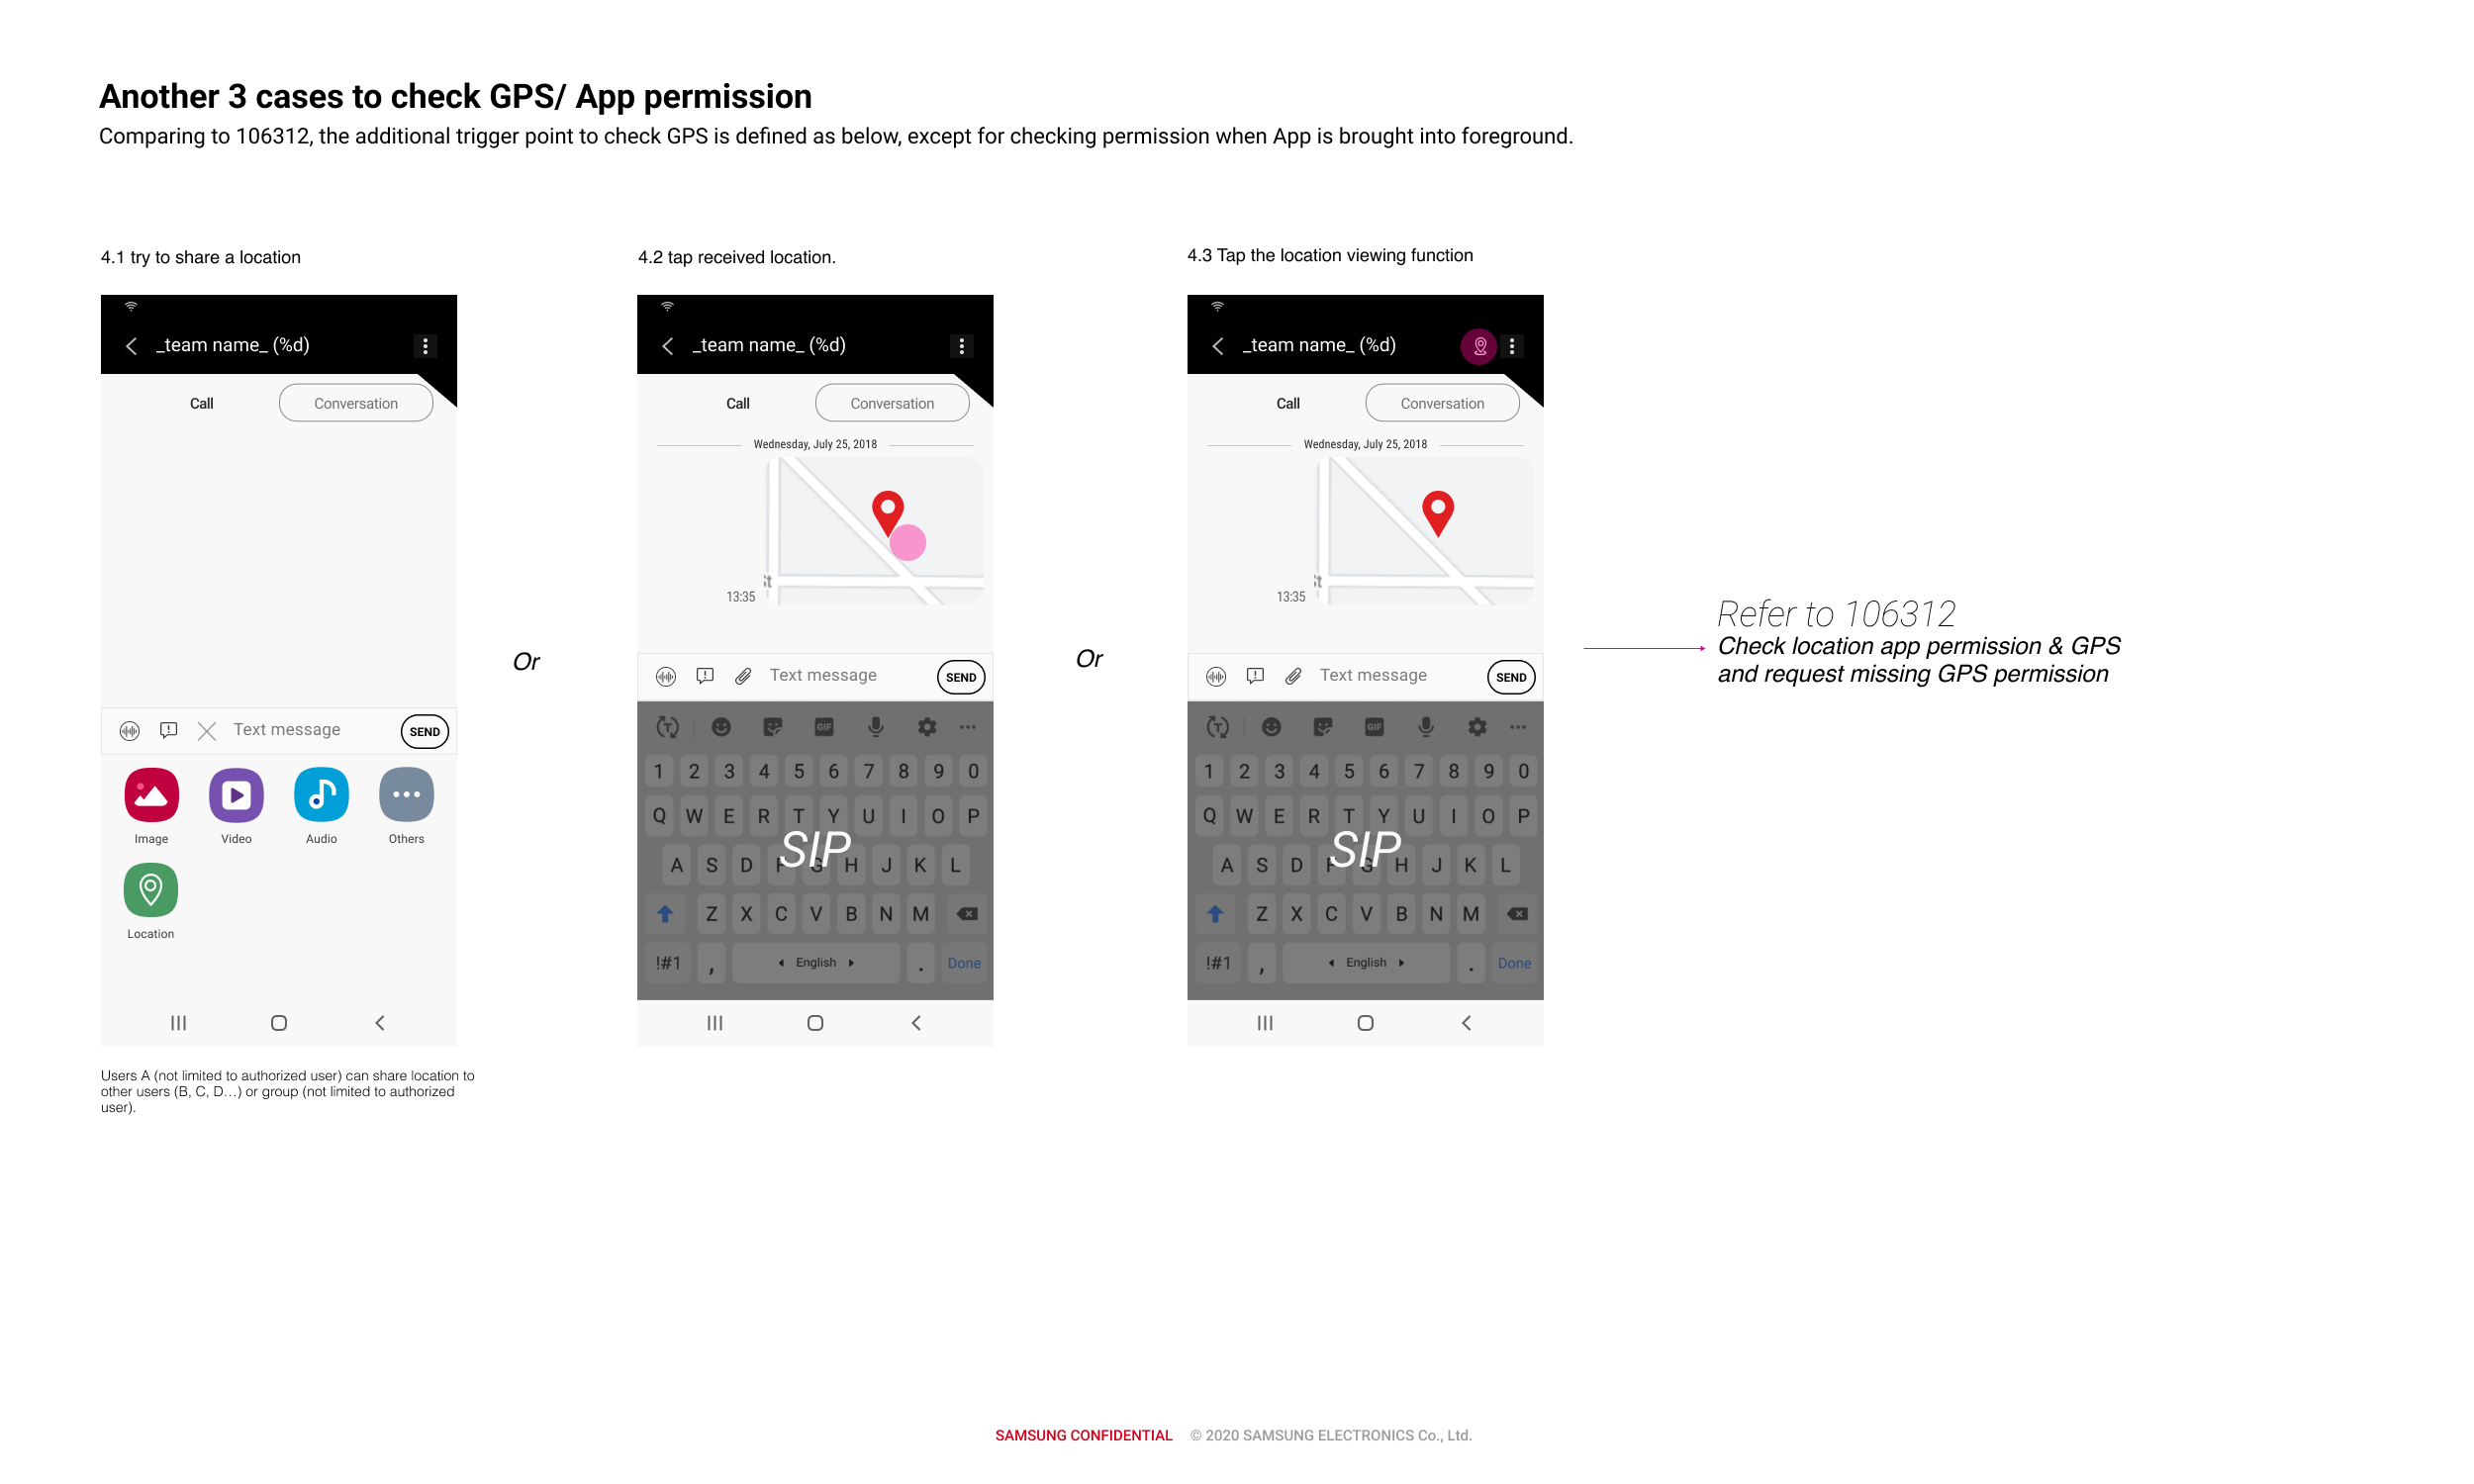 Another 3 cases to check GPS/ App permission
Comparing to 106312, the additional trigger point to check GPS is defined as below, except for checking permission when App is brought into foreground.
4.1 try to share a location
_team name_ (%d)
Call
Conversation
Text message
SEND
Image
Video
Audio
Others
Location
Users A (not limited to authorized user) can share location to
other users (B, C, D...) or group (not limited to authorized
user).
Or
4.2 tap received location.
_team name_ (%d)
Call
Conversation
Wednesday, July 25, 2018
13:35
Text message
SEND
GIF
1 2 3 4 5 6 7 8 9 0
Q W E R T Y U I O P
SIP
A S D F G H J K L
Z X C V B N M
!#1 , English . Done
Or
4.3 Tap the location viewing function
_team name_ (%d)
Call
Conversation
Wednesday, July 25, 2018
13:35
Text message
SEND
GIF
1 2 3 4 5 6 7 8 9 0
Q W E R T Y U I O P
SIP
A S D F G H J K L
Z X C V B N M
!#1 , English . Done
Refer to 106312
Check location app permission & GPS
and request missing GPS permission
SAMSUNG CONFIDENTIAL © 2020 SAMSUNG ELECTRONICS Co., Ltd.